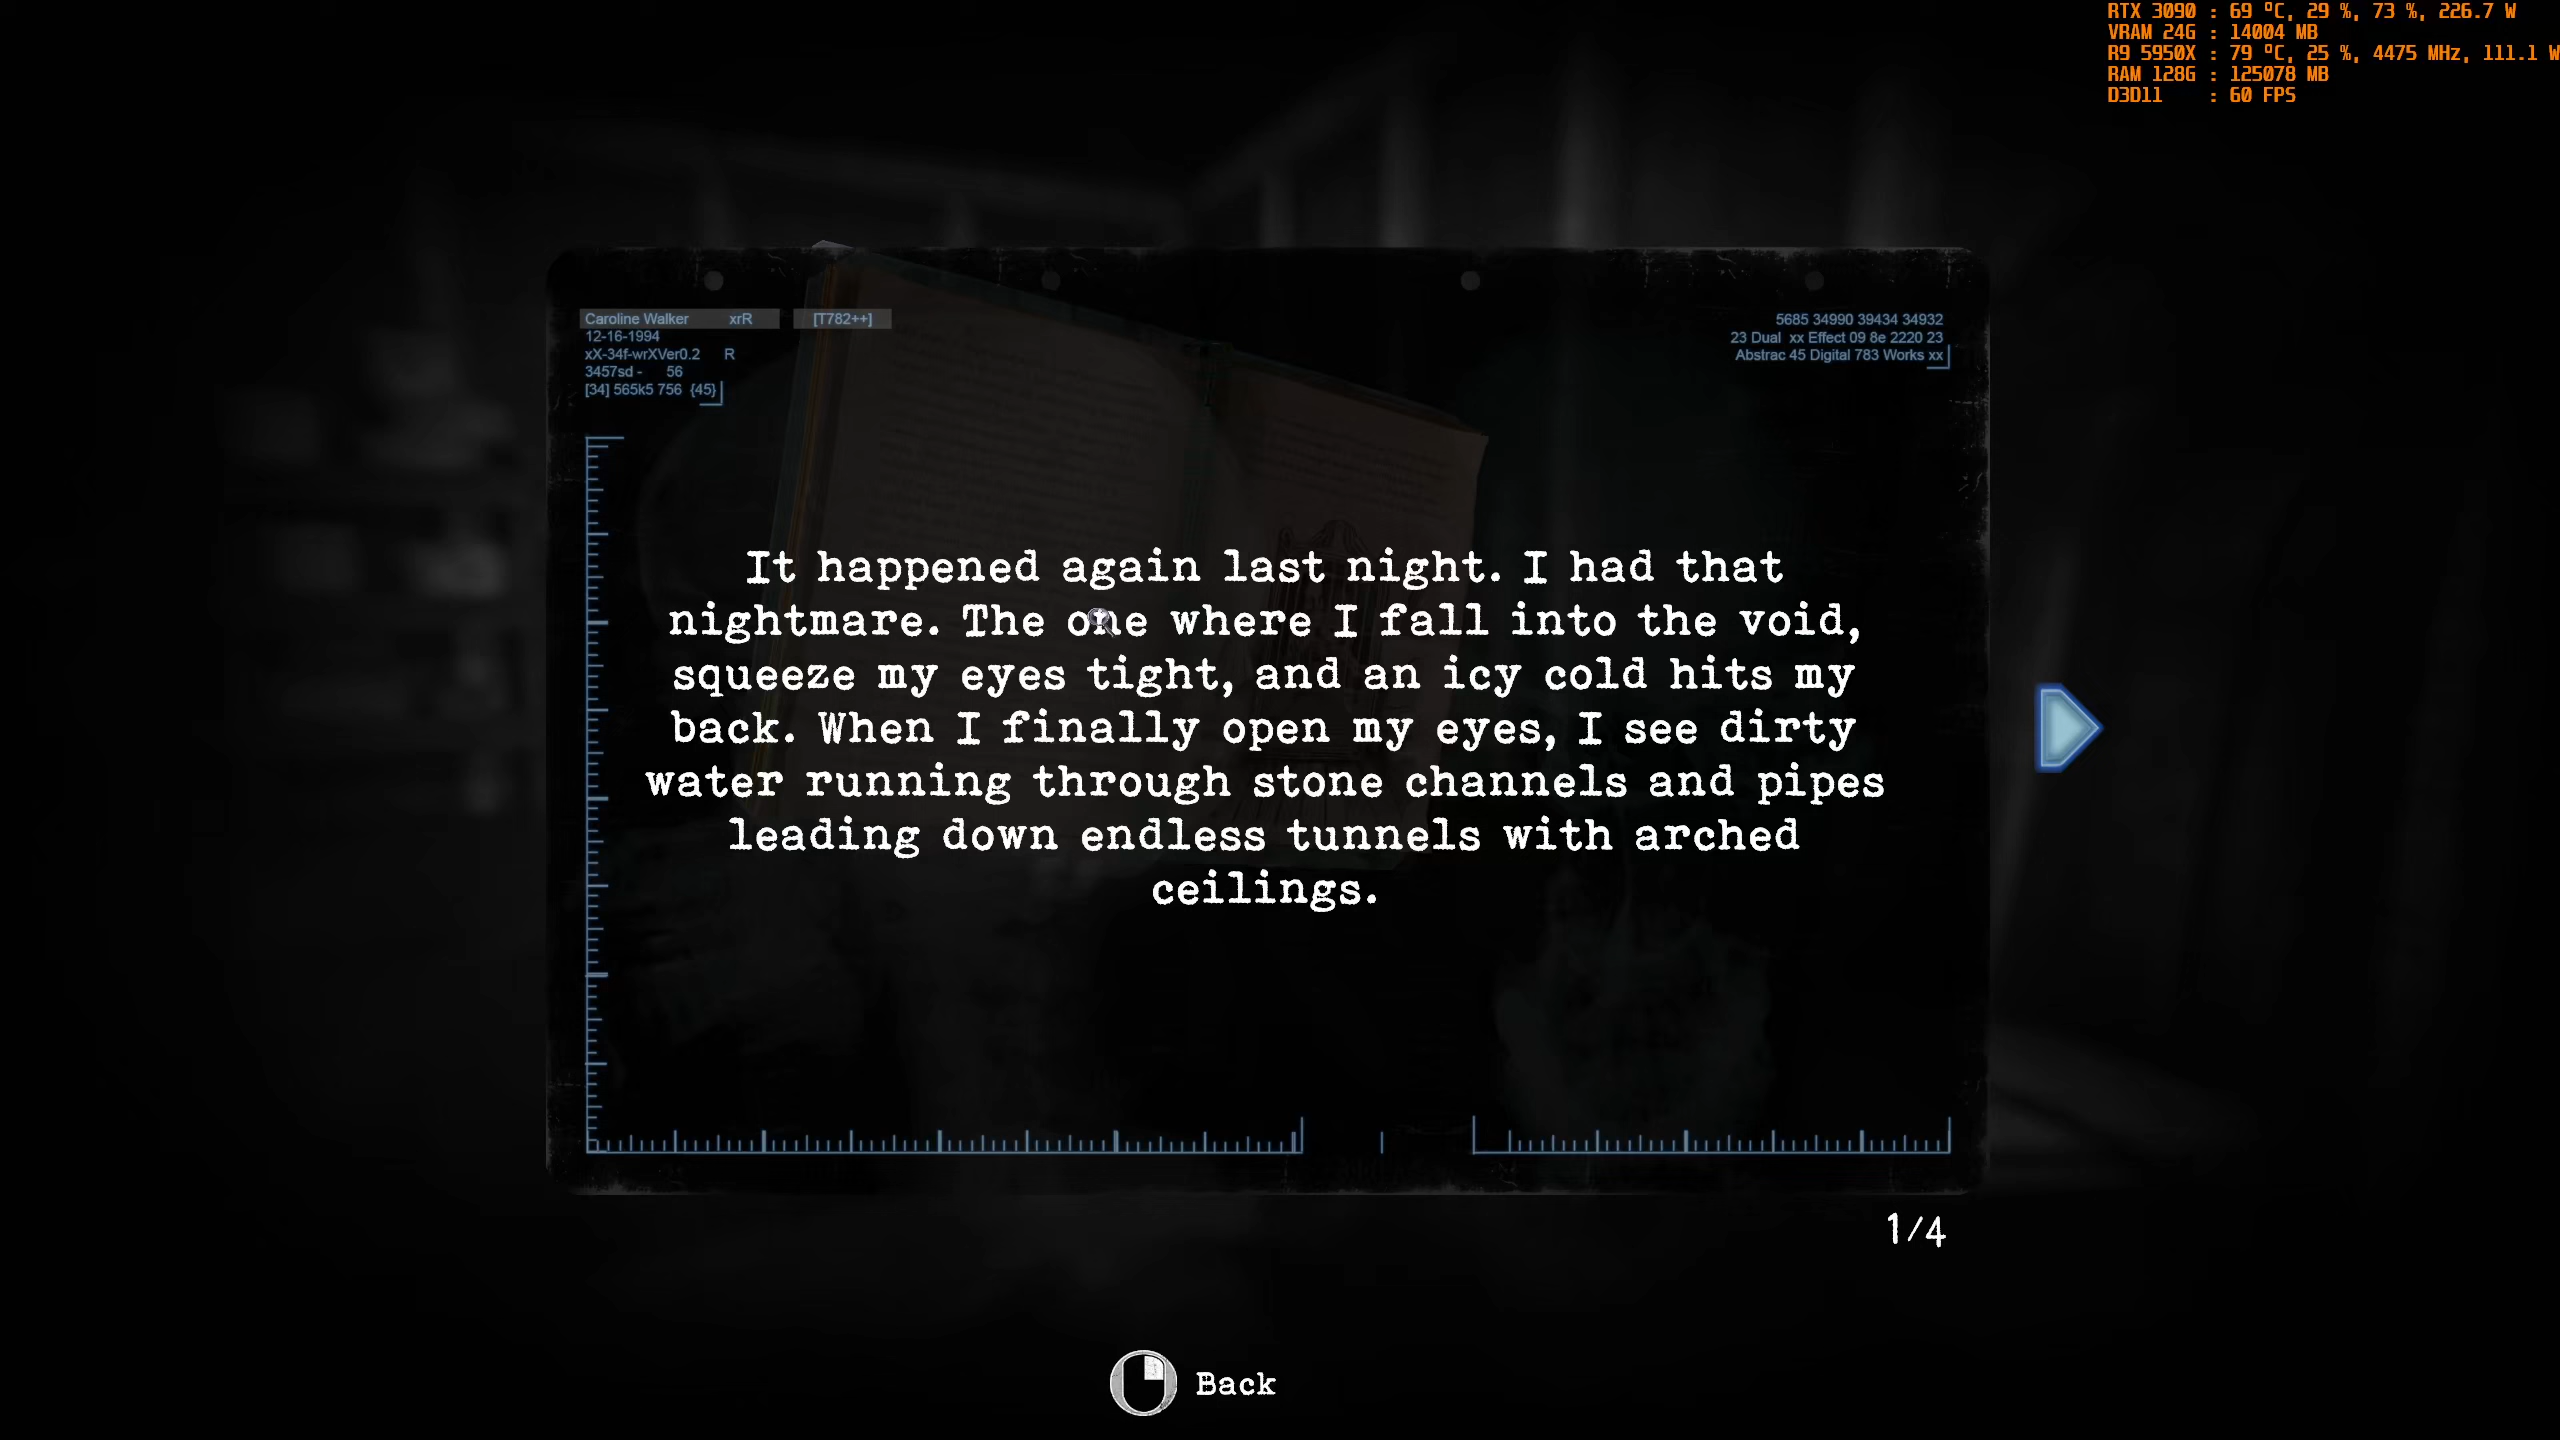 RTX 3090 : 69 ºC, 29 %, 73 %, 226.7 W
VRAM 24G : 14004 MB
R9 5950X : 79 ºC, 25 %, 4475 MHz, 111.1 W
RAM 128G : 125078 MB
D3D11 : 60 FPS
Caroline Walker xrR [T782++]
12-16-1994
xX-34f-wrXVer0.2 R
3457sd - 56
[34] 565k5 756 {45}
5685 34990 39434 34932
23 Dual xx Effect 09 8e 2220 23
Abstrac 45 Digital 783 Works xx
It happened again last night. I had that
nightmare. The one where I fall into the void,
squeeze my eyes tight, and an icy cold hits my
back. When I finally open my eyes, I see dirty
water running through stone channels and pipes
leading down endless tunnels with arched
ceilings.
1/4
Back